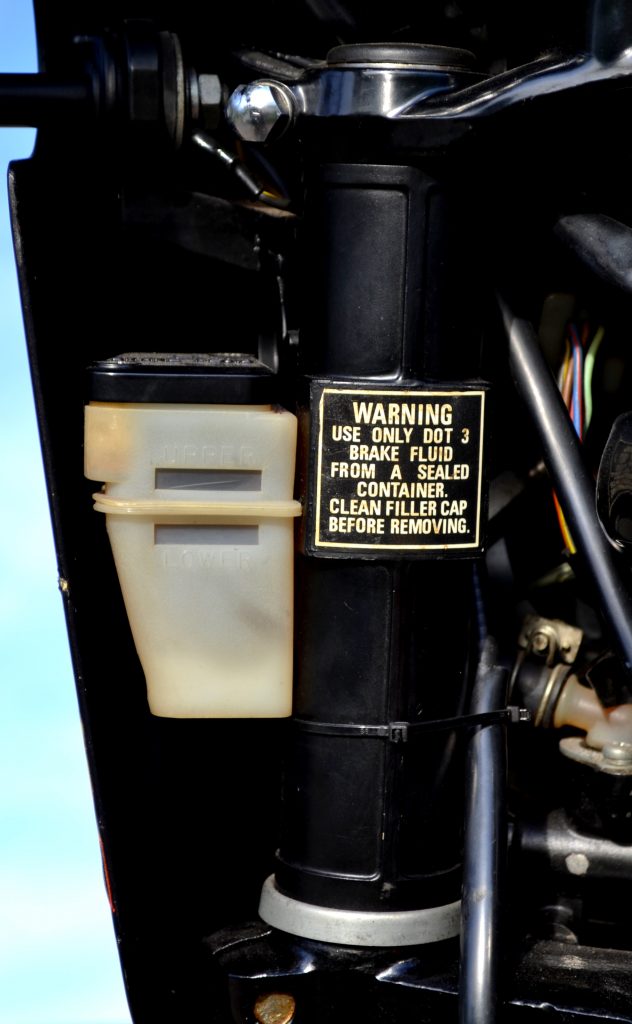 WARNING
USE ONLY DOT 3
BRAKE FLUID
FROM A SEALED
CONTAINER.
CLEAN FILLER CAP
BEFORE REMOVING.
UPPER
LOWER